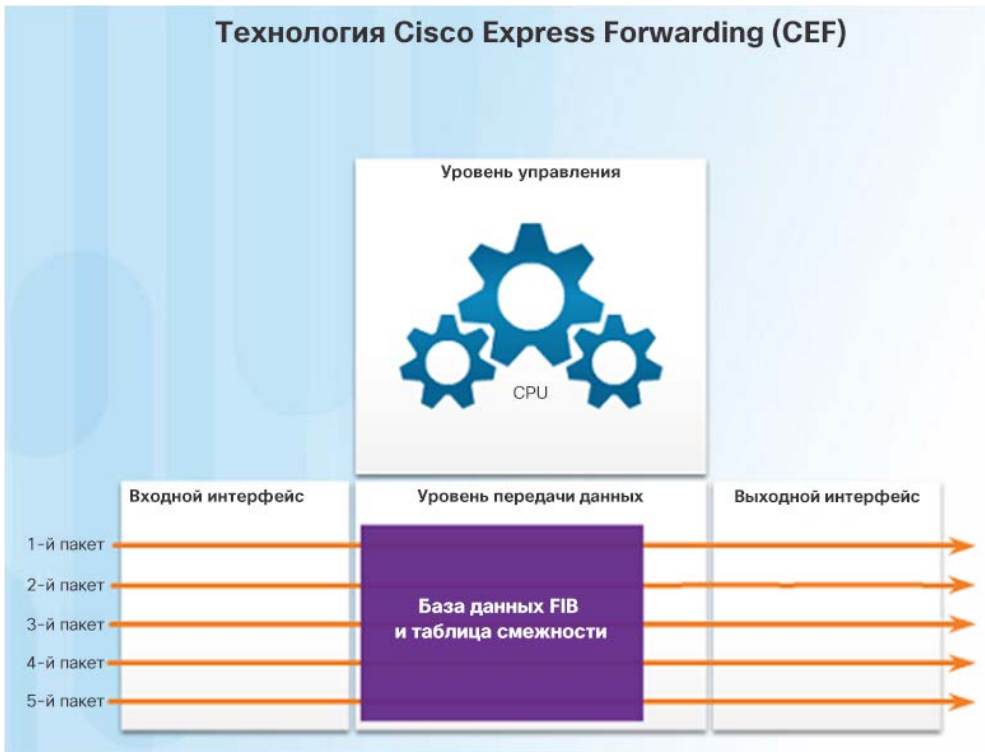 Технология Cisco Express Forwarding (CEF)
Уровень управления
CPU
Входной интерфейс
Уровень передачи данных
Выходной интерфейс
1-й пакет
2-й пакет
3-й пакет
4-й пакет
5-й пакет
База данных FIB
и таблица смежности